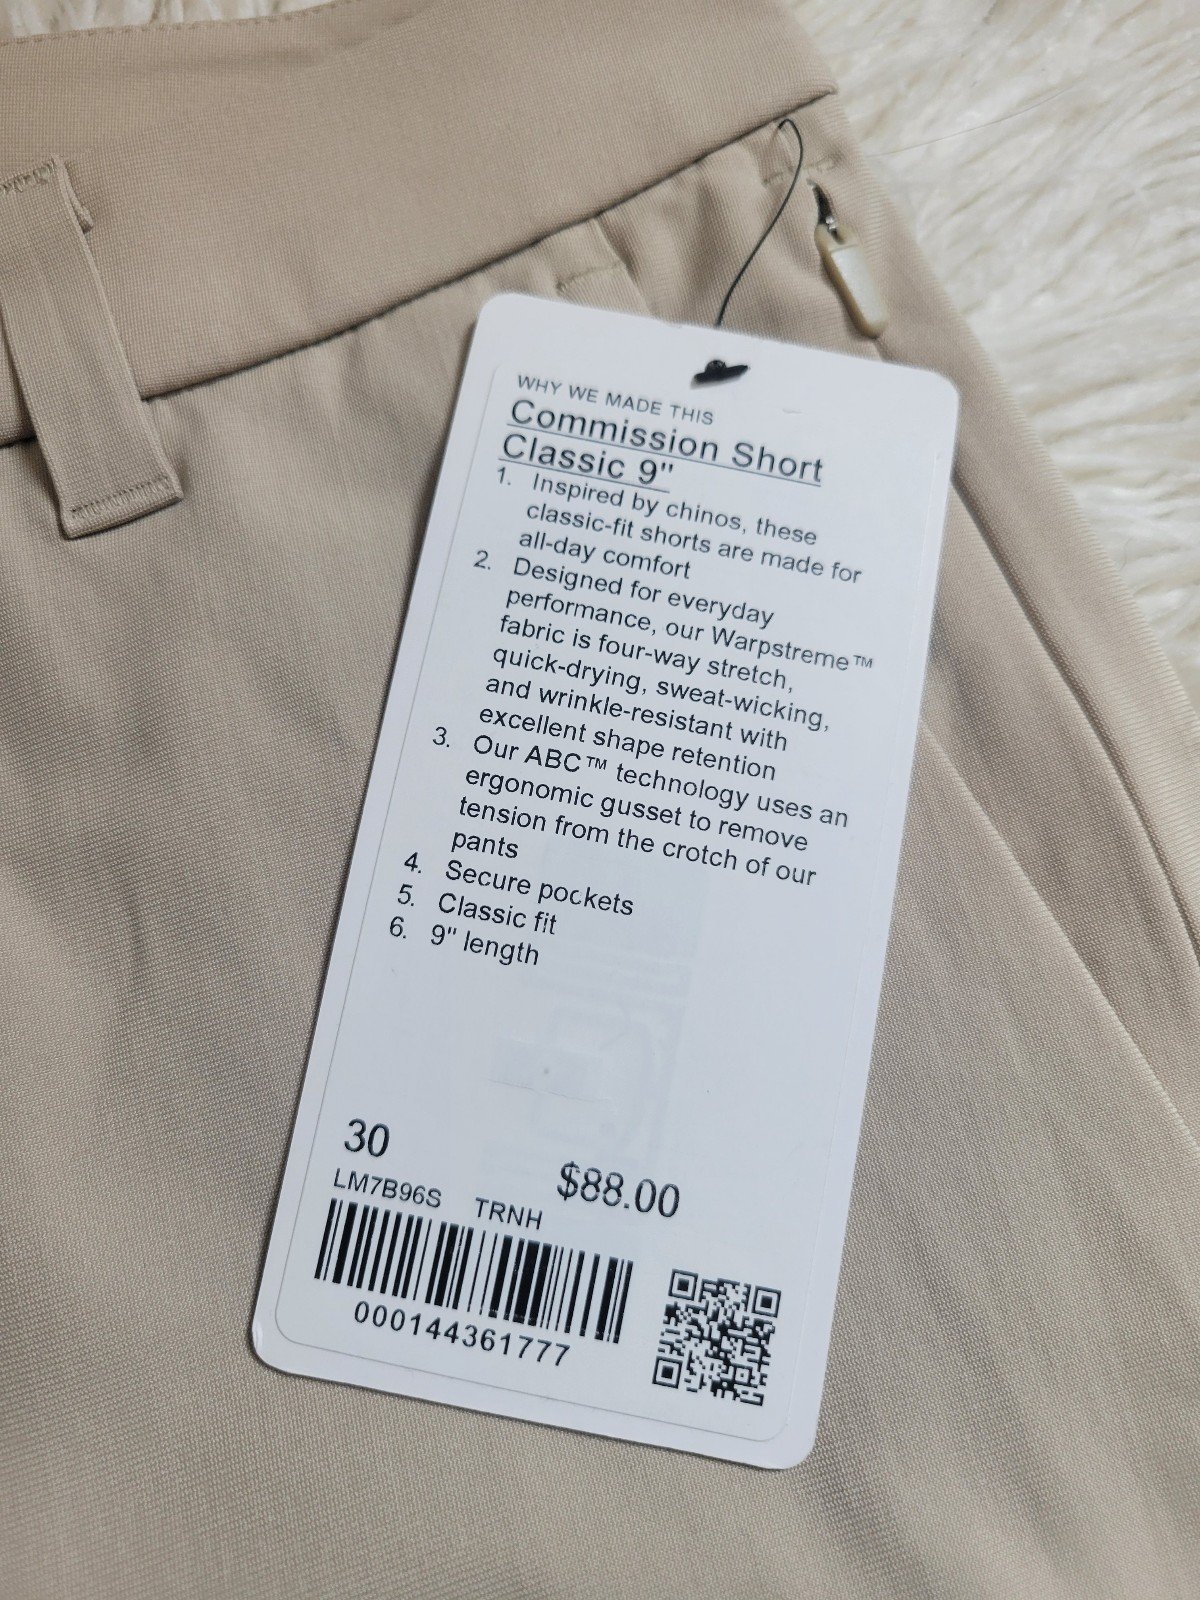 WHY WE MADE THIS
Commission Short
Classic 9"
1. Inspired by chinos, these
classic-fit shorts are made for
all-day comfort
2. Designed for everyday
performance, our Warpstreme™
fabric is four-way stretch,
quick-drying, sweat-wicking,
and wrinkle-resistant with
excellent shape retention
3. Our ABC™ technology uses an
ergonomic gusset to remove
tension from the crotch of our
pants
4. Secure pockets
5. Classic fit
6. 9" length
30
$88.00
LM7B96S TRNH
000144361777